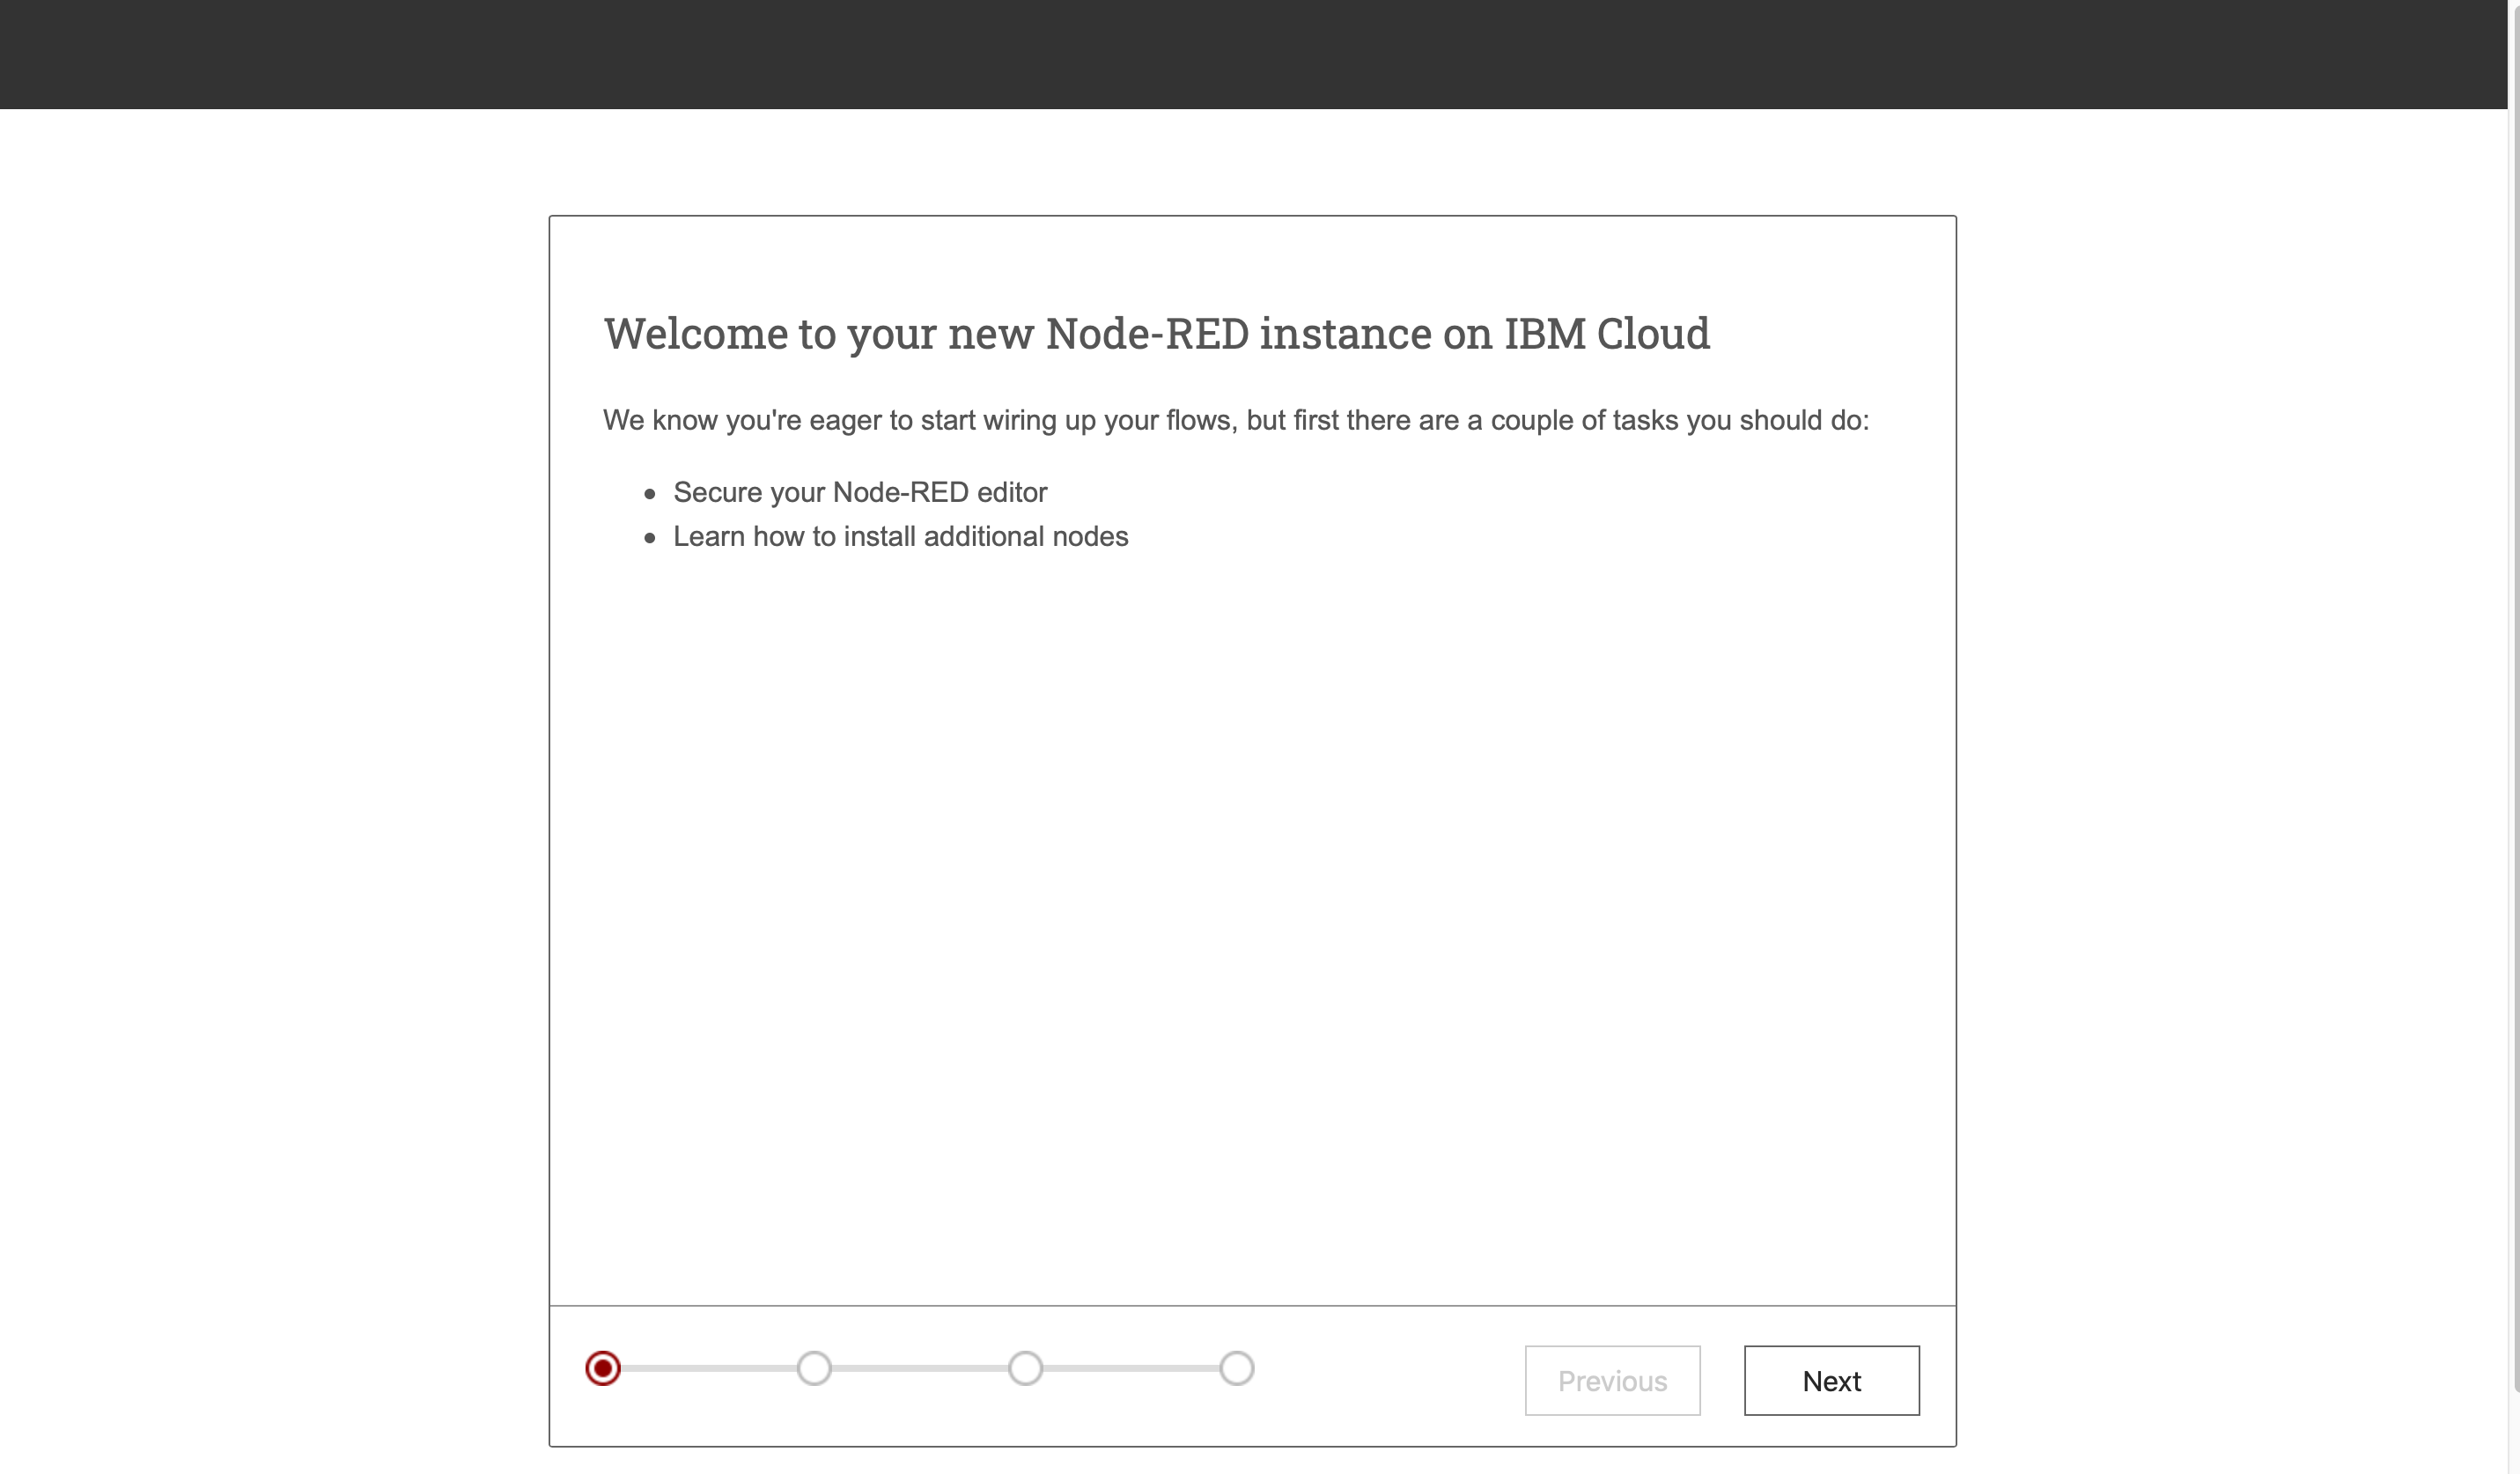 Welcome to your new Node-RED instance on IBM Cloud
We know you're eager to start wiring up your flows, but first there are a couple of tasks you should do:
Secure your Node-RED editor
Learn how to install additional nodes
Previous
Next